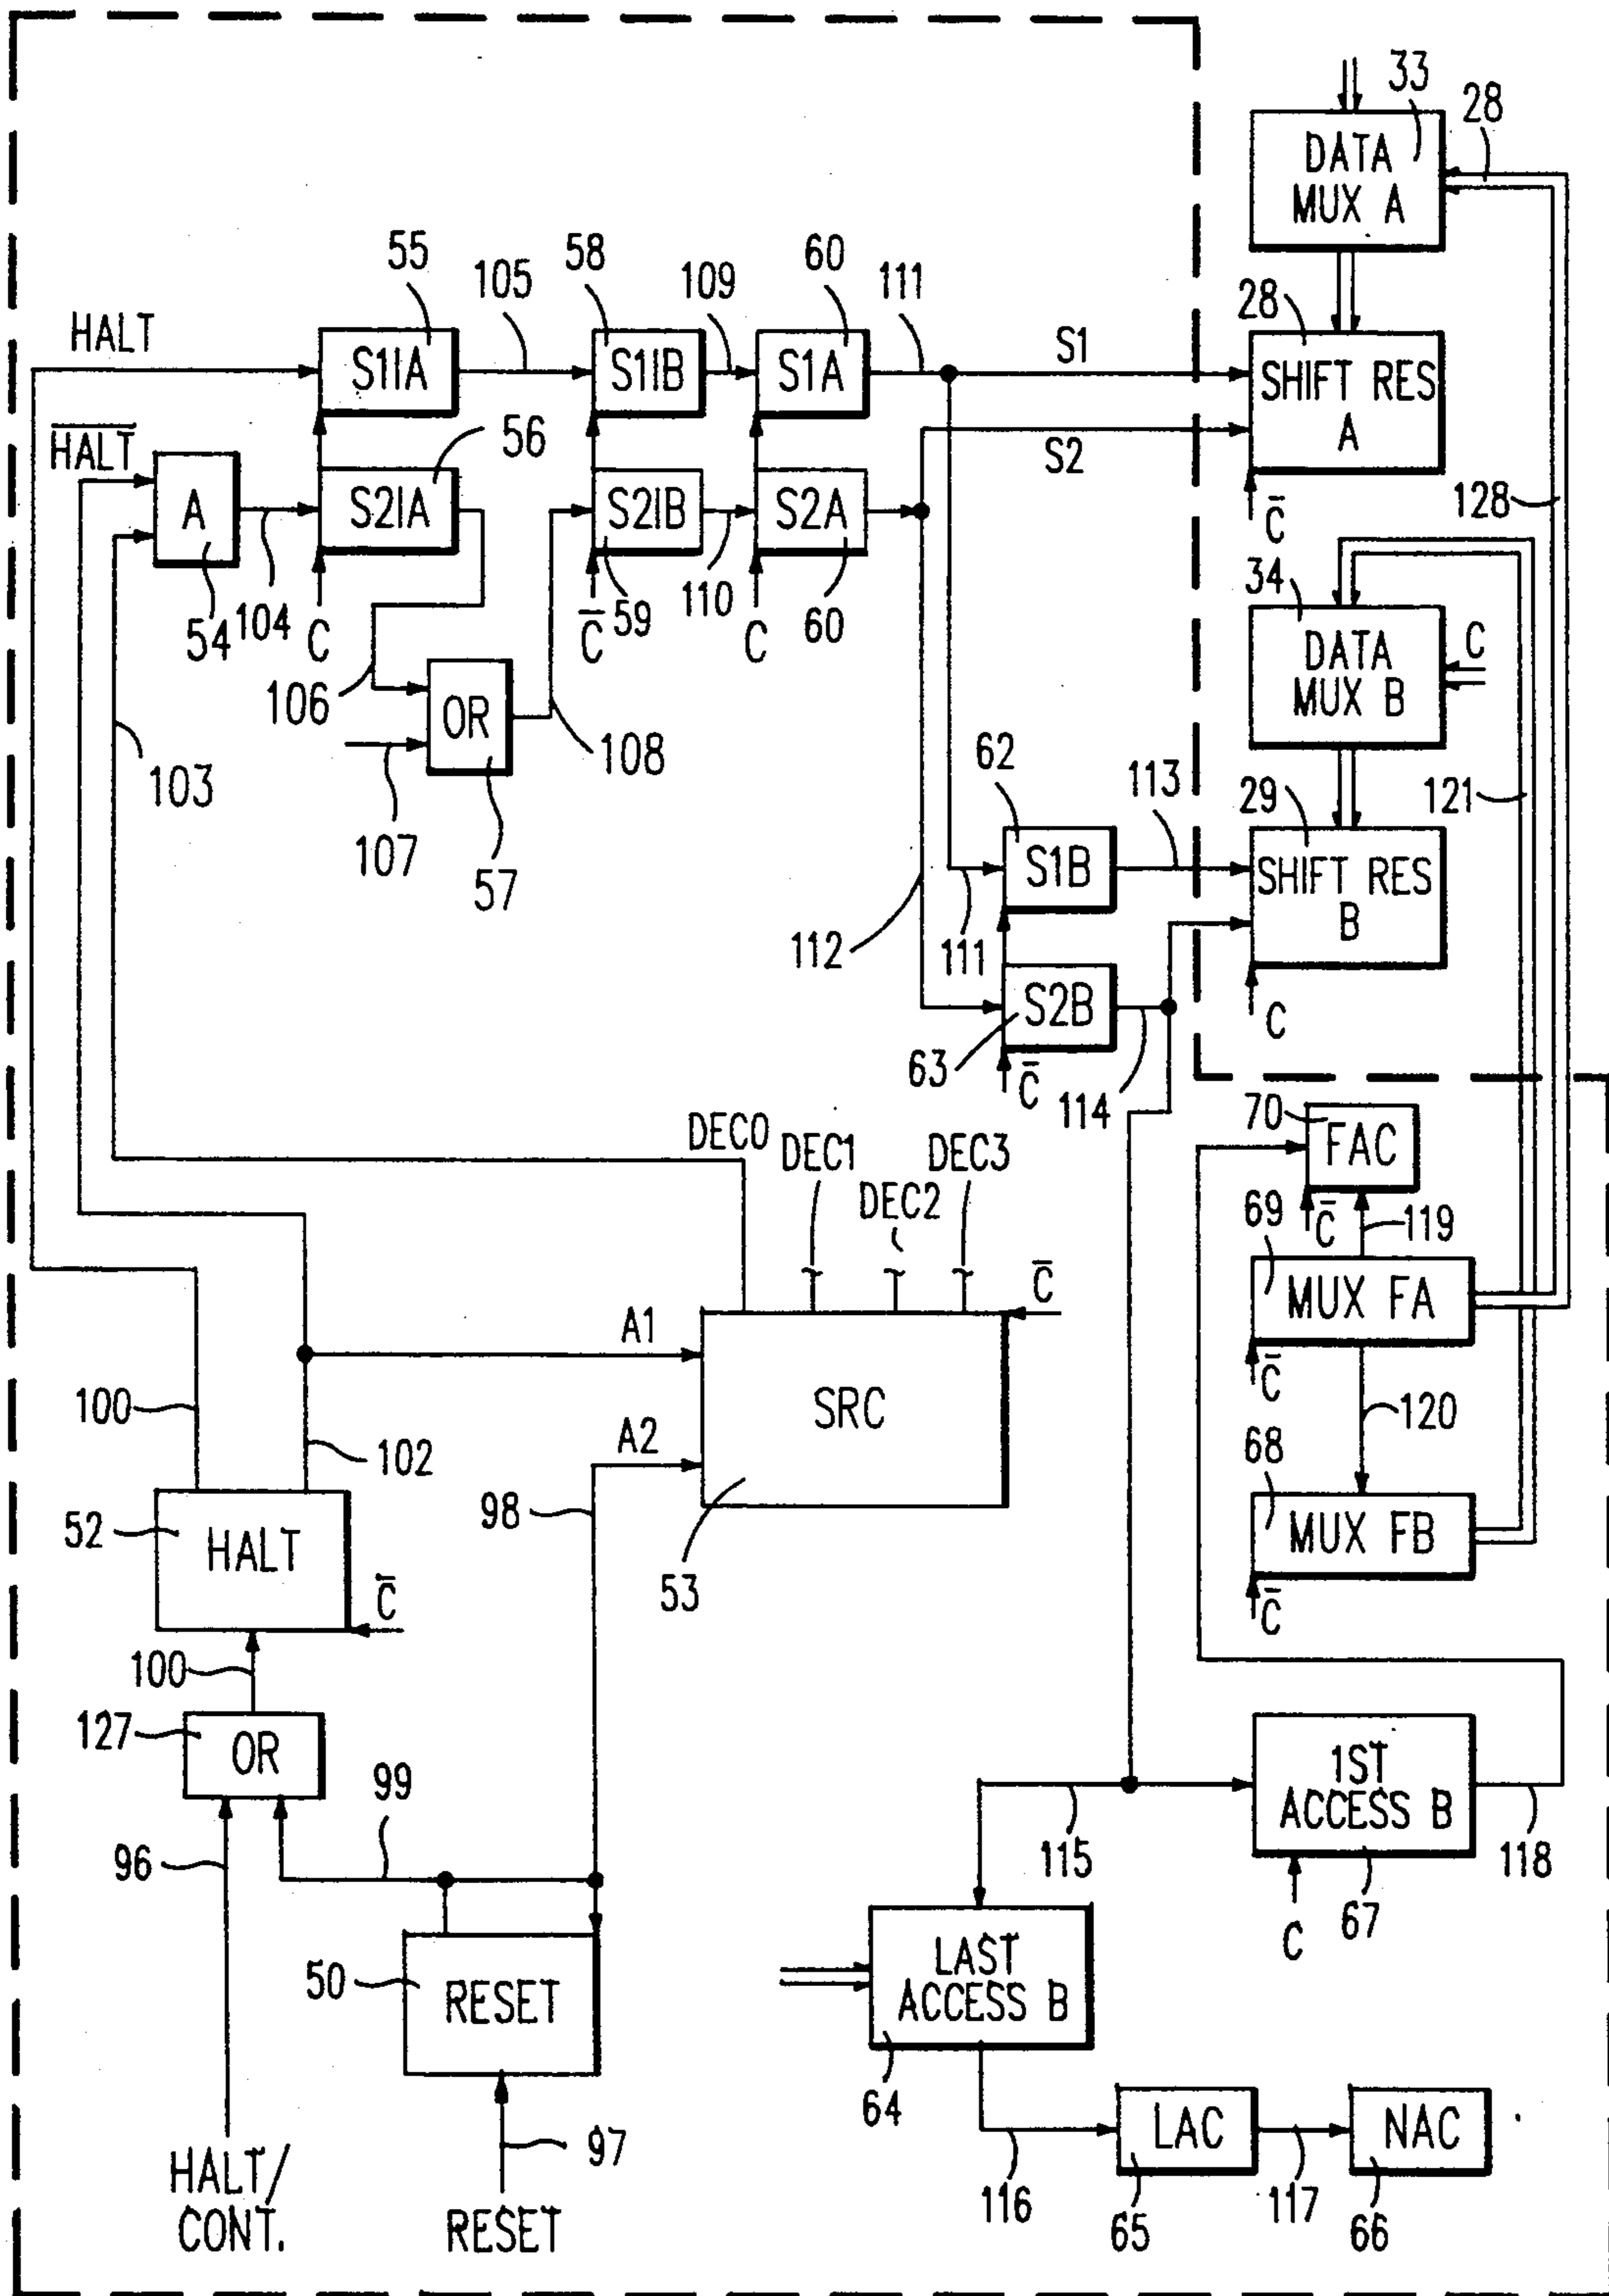 33
28
DATA
MUX A
55
105
58
109
60
111
28
HALT
S1IA
S1IB
S1A
S1
SHIFT RES
A
H̅A̅L̅T̅
56
S2
A
S2IA
S2IB
S2A
C̅
128
54
104
C
C̅
59
110
C
60
34
C
106
OR
DATA
MUX B
103
108
107
57
62
113
29
121
S1B
SHIFT RES
B
112
111
S2B
63
C̅
114
C
DEC0
DEC1
DEC2
DEC3
70
FAC
69
C̅
119
C̅
MUX FA
A1
C̅
SRC
100
102
A2
120
68
52
HALT
98
53
MUX FB
C̅
C̅
100
127
OR
99
1ST
ACCESS B
96
115
118
67
C
50
RESET
LAST
ACCESS B
64
97
LAC
NAC
HALT/
CONT.
RESET
116
65
117
66